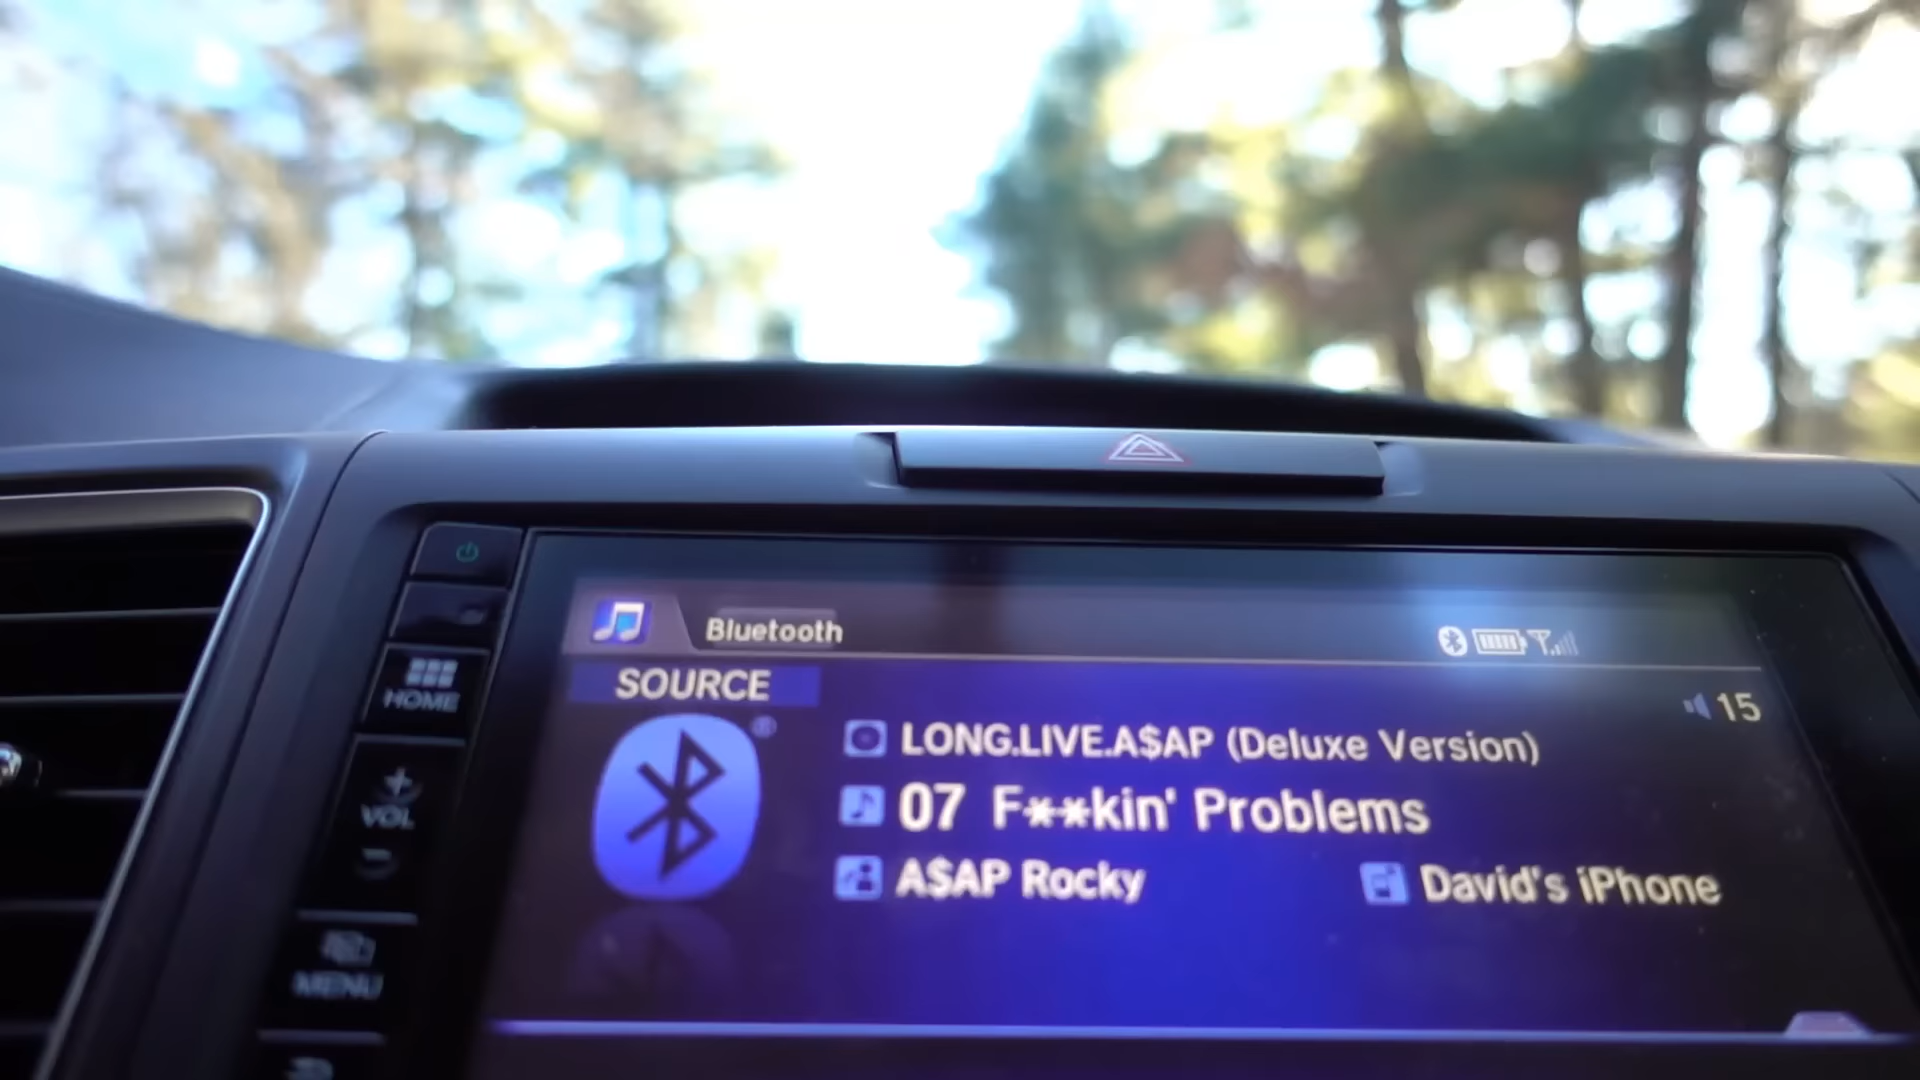 Bluetooth
SOURCE
HOME
15
LONG.LIVE.A$AP (Deluxe Version)
VOL
07 F**kin' Problems
A$AP Rocky
David's iPhone
MENU